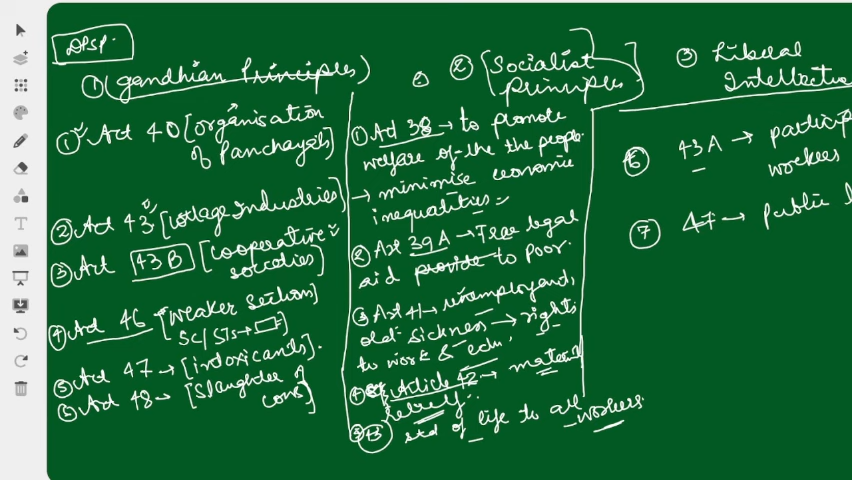 DPSP.
① (gandhian Principles)
① Art 40 [organisation
of Panchayats]
② Art 43 [village Industries]
③ Art 43B [cooperative
societies]
④ Art 46 [weaker section]
SC/STs →
⑤ Art 47 → [intoxicants].
⑥ Art 48 → [Slaughter of
cows]
② [Socialist
principles]
① Art 38 → to promote
welfare of the the people.
→ minimise economic
inequalities
② Art 39A → Free legal
aid provide to poor.
③ Art 41 → unemployment,
old sickness → rights
to work & edu.
④ Article 42 →
relief
⑤ 43 std of life to all workers
③ Liberal
⑥ 43A →
workers
⑦ 47 → public